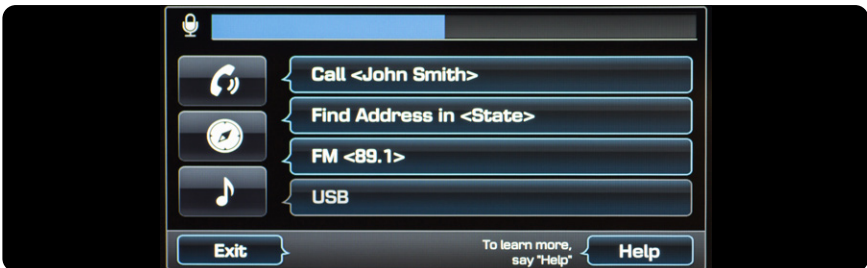 Call <John Smith>
Find Address in <State>
FM <89.1>
USB
Exit
To learn more,
say "Help"
Help